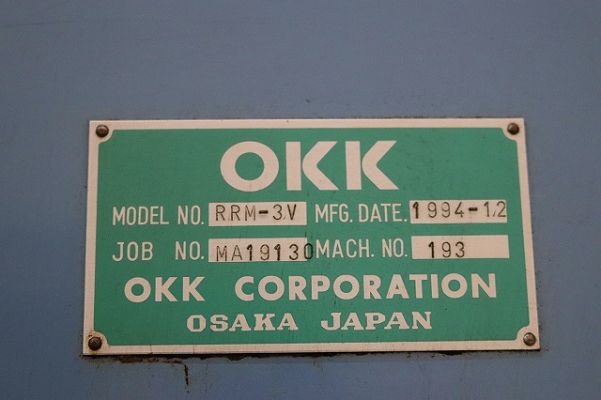 OKK
MODEL NO. RRM-3V MFG. DATE. 1994-12
JOB NO. MA19130 MACH. NO. 193
OKK CORPORATION
OSAKA JAPAN